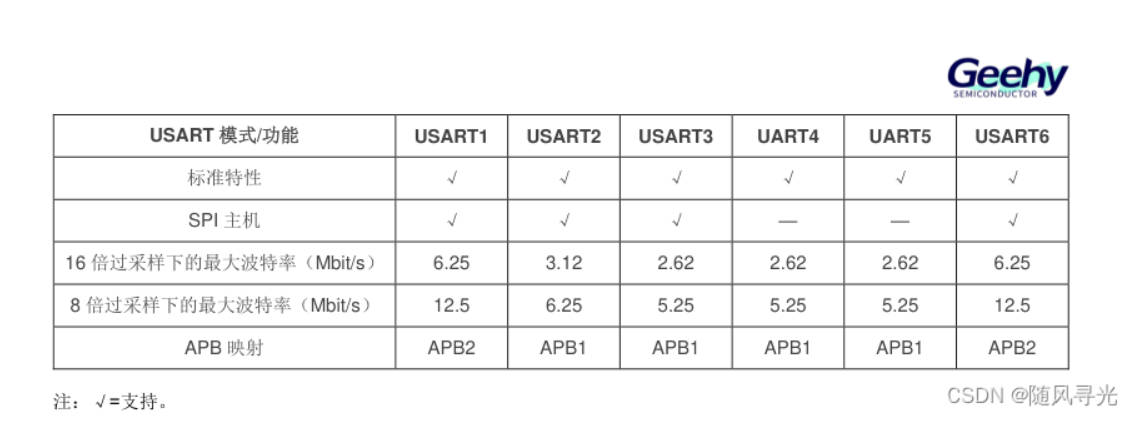 Geehy
SEMICONDUCTOR
USART 模式/功能 USART1 USART2 USART3 UART4 UART5 USART6
标准特性 √ √ √ √ √ √
SPI 主机 √ √ √ — — √
16 倍过采样下的最大波特率（Mbit/s） 6.25 3.12 2.62 2.62 2.62 6.25
8 倍过采样下的最大波特率（Mbit/s） 12.5 6.25 5.25 5.25 5.25 12.5
APB 映射 APB2 APB1 APB1 APB1 APB1 APB2
注：√=支持。
CSDN @随风寻光